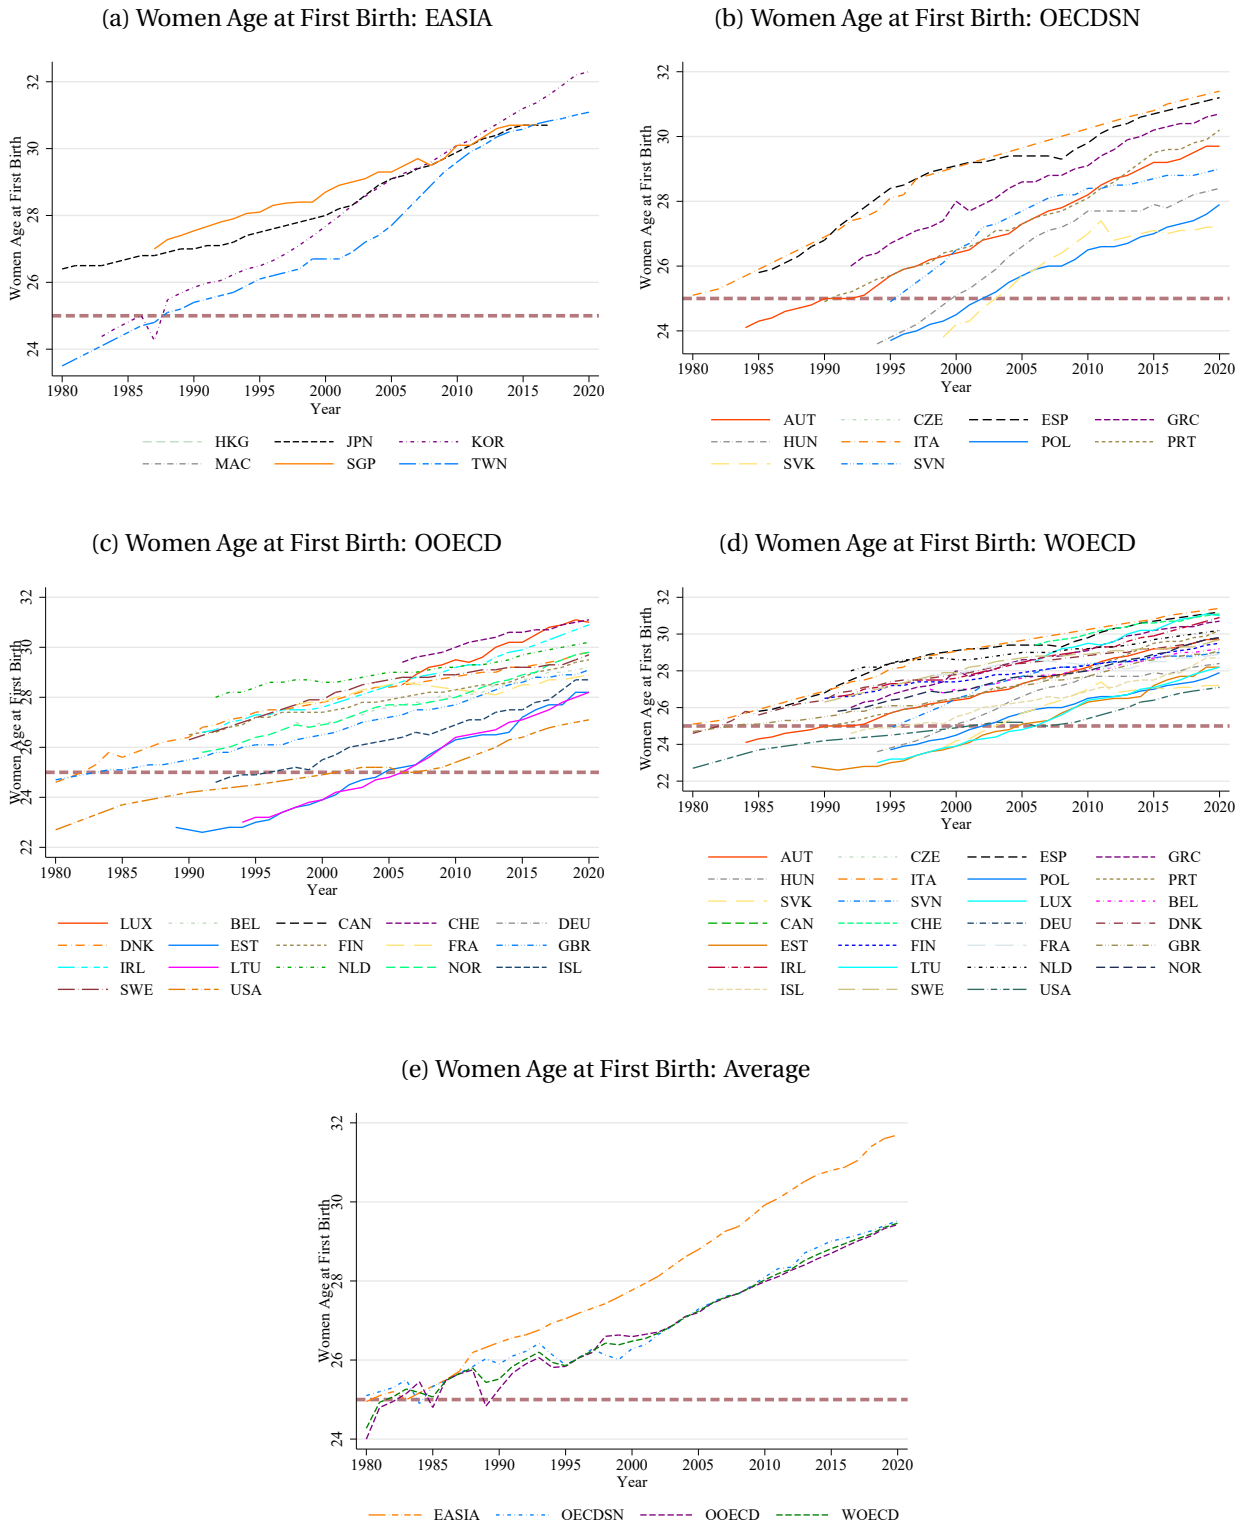 (a) Women Age at First Birth: EASIA
Women Age at First Birth
24 26 28 30 32
1980 1985 1990 1995 2000 2005 2010 2015 2020
Year
HKG JPN KOR
MAC SGP TWN
(b) Women Age at First Birth: OECDSN
Women Age at First Birth
24 26 28 30 32
1980 1985 1990 1995 2000 2005 2010 2015 2020
Year
AUT CZE ESP GRC
HUN ITA POL PRT
SVK SVN
(c) Women Age at First Birth: OOECD
Women Age at First Birth
22 24 26 28 30 32
1980 1985 1990 1995 2000 2005 2010 2015 2020
Year
LUX BEL CAN CHE DEU
DNK EST FIN FRA GBR
IRL LTU NLD NOR ISL
SWE USA
(d) Women Age at First Birth: WOECD
Women Age at First Birth
22 24 26 28 30 32
1980 1985 1990 1995 2000 2005 2010 2015 2020
Year
AUT CZE ESP GRC
HUN ITA POL PRT
SVK SVN LUX BEL
CAN CHE DEU DNK
EST FIN FRA GBR
IRL LTU NLD NOR
ISL SWE USA
(e) Women Age at First Birth: Average
Women Age at First Birth
24 26 28 30 32
1980 1985 1990 1995 2000 2005 2010 2015 2020
Year
EASIA OECDSN OOECD WOECD